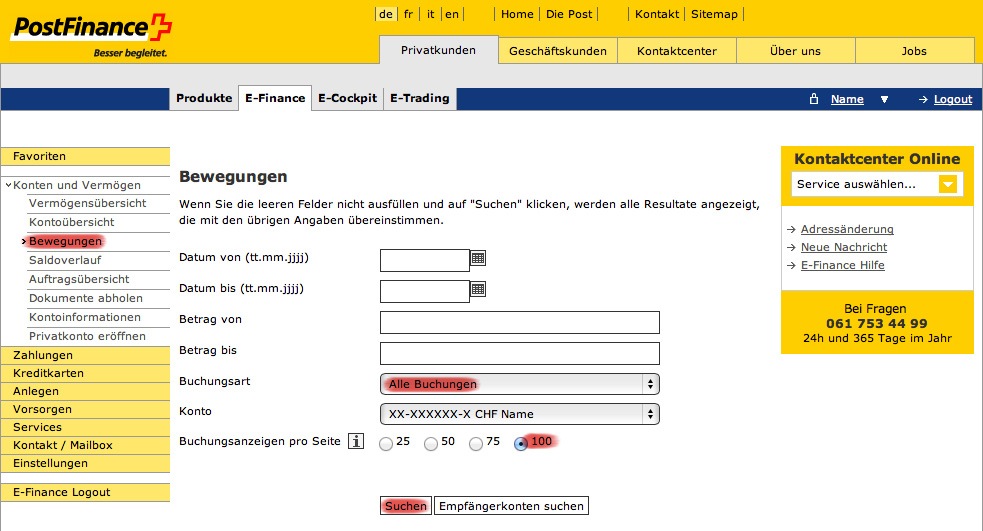 PostFinance
Besser begleitet.
de fr it en Home Die Post Kontakt Sitemap
Privatkunden Geschäftskunden Kontaktcenter Über uns Jobs
Produkte E-Finance E-Cockpit E-Trading Name Logout
Favoriten
Konten und Vermögen
Vermögensübersicht
Kontoübersicht
Bewegungen
Saldoverlauf
Auftragsübersicht
Dokumente abholen
Kontoinformationen
Privatkonto eröffnen
Zahlungen
Kreditkarten
Anlegen
Vorsorgen
Services
Kontakt / Mailbox
Einstellungen
E-Finance Logout
Bewegungen
Wenn Sie die leeren Felder nicht ausfüllen und auf "Suchen" klicken, werden alle Resultate angezeigt,
die mit den übrigen Angaben übereinstimmen.
Datum von (tt.mm.jjjj)
Datum bis (tt.mm.jjjj)
Betrag von
Betrag bis
Buchungsart Alle Buchungen
Konto XX-XXXXXX-X CHF Name
Buchungsanzeigen pro Seite i 25 50 75 100
Suchen Empfängerkonten suchen
Kontaktcenter Online
Service auswählen...
Adressänderung
Neue Nachricht
E-Finance Hilfe
Bei Fragen
061 753 44 99
24h und 365 Tage im Jahr